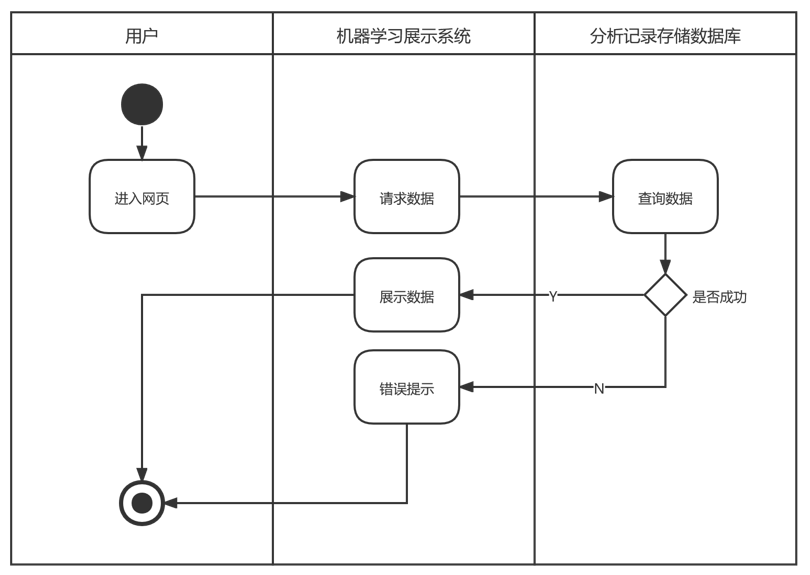 用户
机器学习展示系统
分析记录存储数据库
进入网页
请求数据
查询数据
展示数据
Y
是否成功
错误提示
N